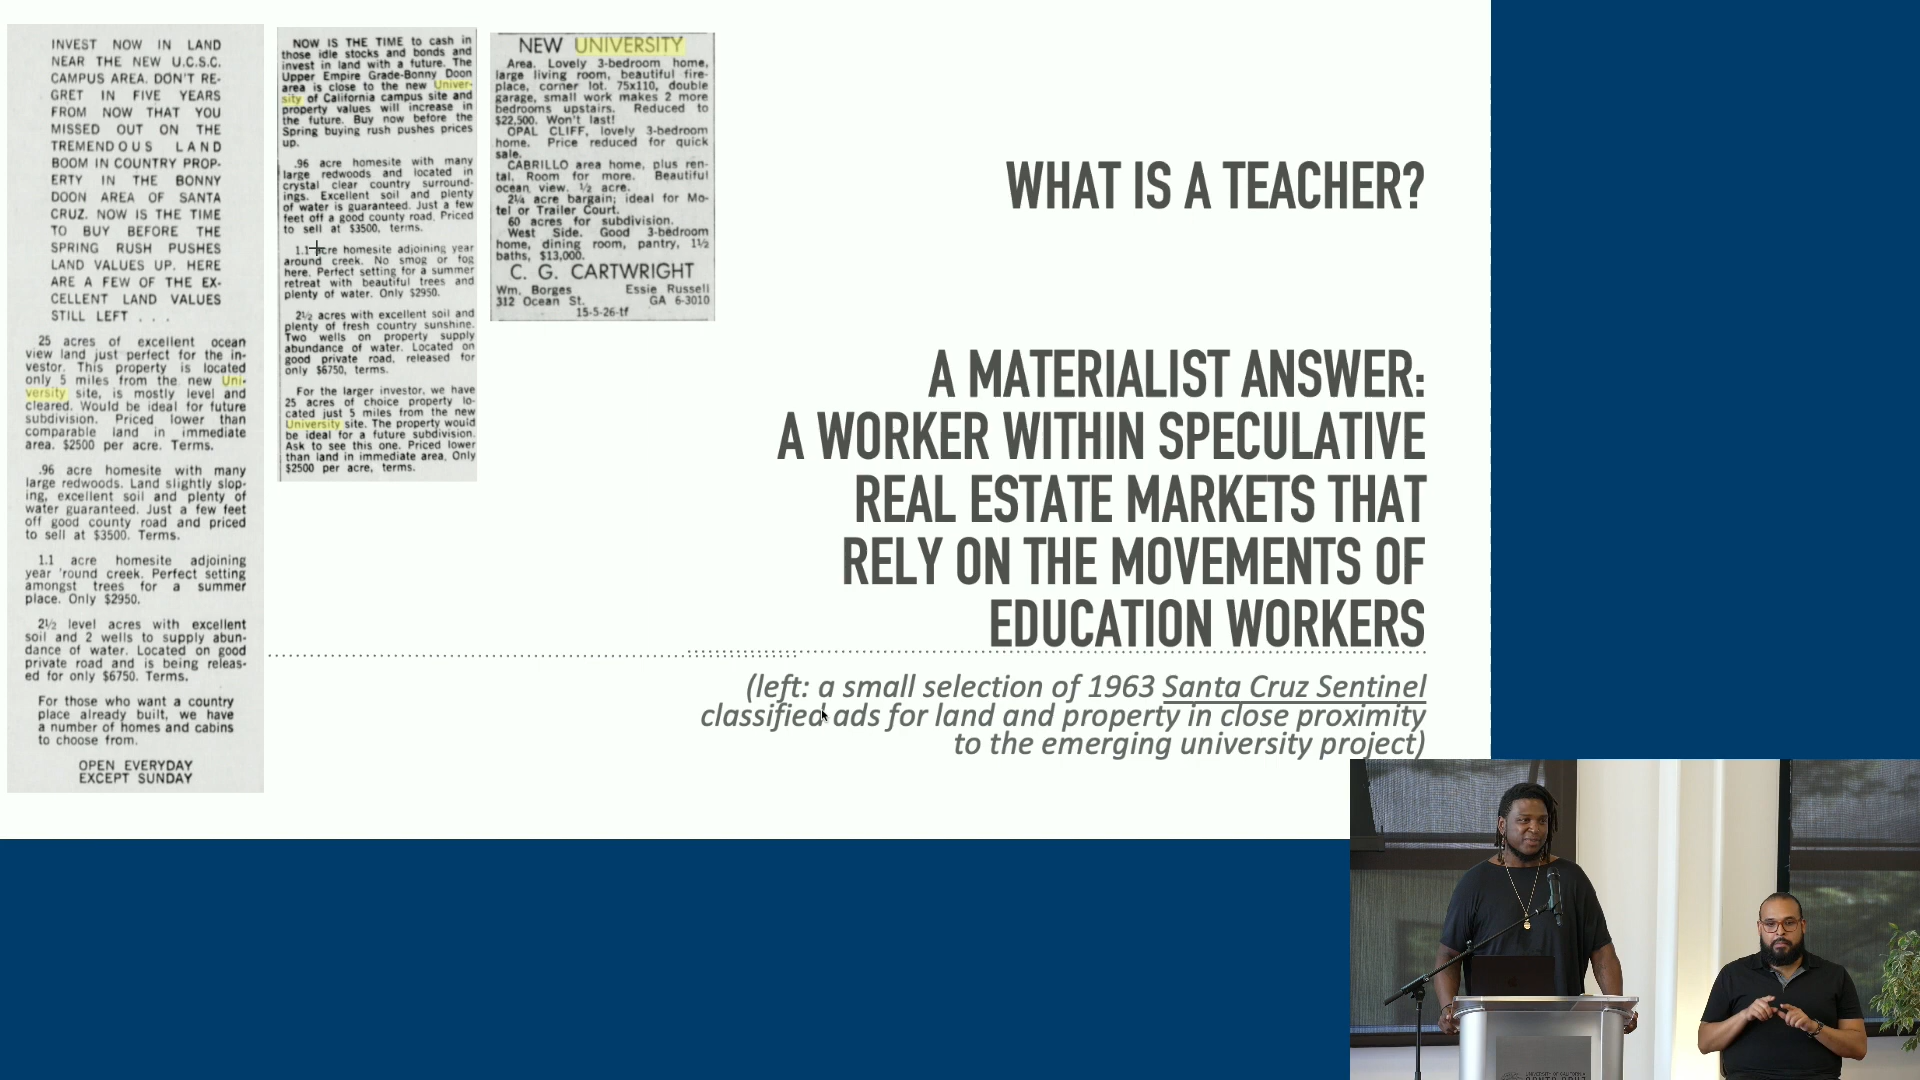 INVEST NOW IN LAND
NEAR THE NEW U.C.S.C.
CAMPUS AREA. DON'T RE-
GRET IN FIVE YEARS
FROM NOW THAT YOU
MISSED OUT ON THE
TREMENDOUS LAND
BOOM IN COUNTRY PROP-
ERTY IN THE BONNY
DOON AREA OF SANTA
CRUZ. NOW IS THE TIME
TO BUY BEFORE THE
SPRING RUSH PUSHES
LAND VALUES UP. HERE
ARE A FEW OF THE EX-
CELLENT LAND VALUES
STILL LEFT . . .
25 acres of excellent ocean
view land just perfect for the in-
vestor. This property is located
only 5 miles from the new Uni-
versity site, is mostly level and
cleared. Would be ideal for future
subdivision. Priced lower than
comparable land in immediate
area. $2500 per acre. Terms.
.96 acre homesite with many
large redwoods. Land slightly slop-
ing, excellent soil and plenty of
water guaranteed. Just a few feet
off good county road and priced
to sell at $3500. Terms.
1.1 acre homesite adjoining
year 'round creek. Perfect setting
amongst trees for a summer
place. Only $2950.
2½ level acres with excellent
soil and 2 wells to supply abun-
dance of water. Located on good
private road and is being releas-
ed for only $6750. Terms.
For those who want a country
place already built, we have
a number of homes and cabins
to choose from.
OPEN EVERYDAY
EXCEPT SUNDAY
NOW IS THE TIME to cash in
those idle stocks and bonds and
invest in land with a future. The
Upper Empire Grade-Bonny Doon
area is close to the new Univer-
sity of California campus site and
property values will increase in
the future. Buy now before the
Spring buying rush pushes prices
up.
.96 acre homesite with many
large redwoods and located in
crystal clear country surround-
ings. Excellent soil and plenty
of water is guaranteed. Just a few
feet off a good county road. Priced
to sell at $3500, terms.
1.1 acre homesite adjoining year
around creek. No smog or fog
here. Perfect setting for a summer
retreat with beautiful trees and
plenty of water. Only $2950.
2½ acres with excellent soil and
plenty of fresh country sunshine.
Two wells on property supply
abundance of water. Located on
good private road, released for
only $6750, terms.
For the larger investor, we have
25 acres of choice property lo-
cated just 5 miles from the new
University site. The property would
be ideal for a future subdivision.
Ask to see this one. Priced lower
than land in immediate area, Only
$2500 per acre, terms.
NEW UNIVERSITY
Area. Lovely 3-bedroom home,
large living room, beautiful fire-
place, corner lot. 75x110, double
garage, small work makes 2 more
bedrooms upstairs. Reduced to
$22,500. Won't last!
OPAL CLIFF, lovely 3-bedroom
home. Price reduced for quick
sale.
CABRILLO area home, plus ren-
tal. Room for more. Beautiful
ocean view. ½ acre.
2¼ acre bargain; ideal for Mo-
tel or Trailer Court.
60 acres for subdivision.
West Side. Good 3-bedroom
home, dining room, pantry, 1½
baths, $13,000.
C. G. CARTWRIGHT
Wm. Borges Essie Russell
312 Ocean St. GA 6-3010
15-5-26-tf
WHAT IS A TEACHER?
A MATERIALIST ANSWER:
A WORKER WITHIN SPECULATIVE
REAL ESTATE MARKETS THAT
RELY ON THE MOVEMENTS OF
EDUCATION WORKERS
(left: a small selection of 1963 Santa Cruz Sentinel
classified ads for land and property in close proximity
to the emerging university project)
UNIVERSITY OF CALIFORNIA
SANTA CRUZ